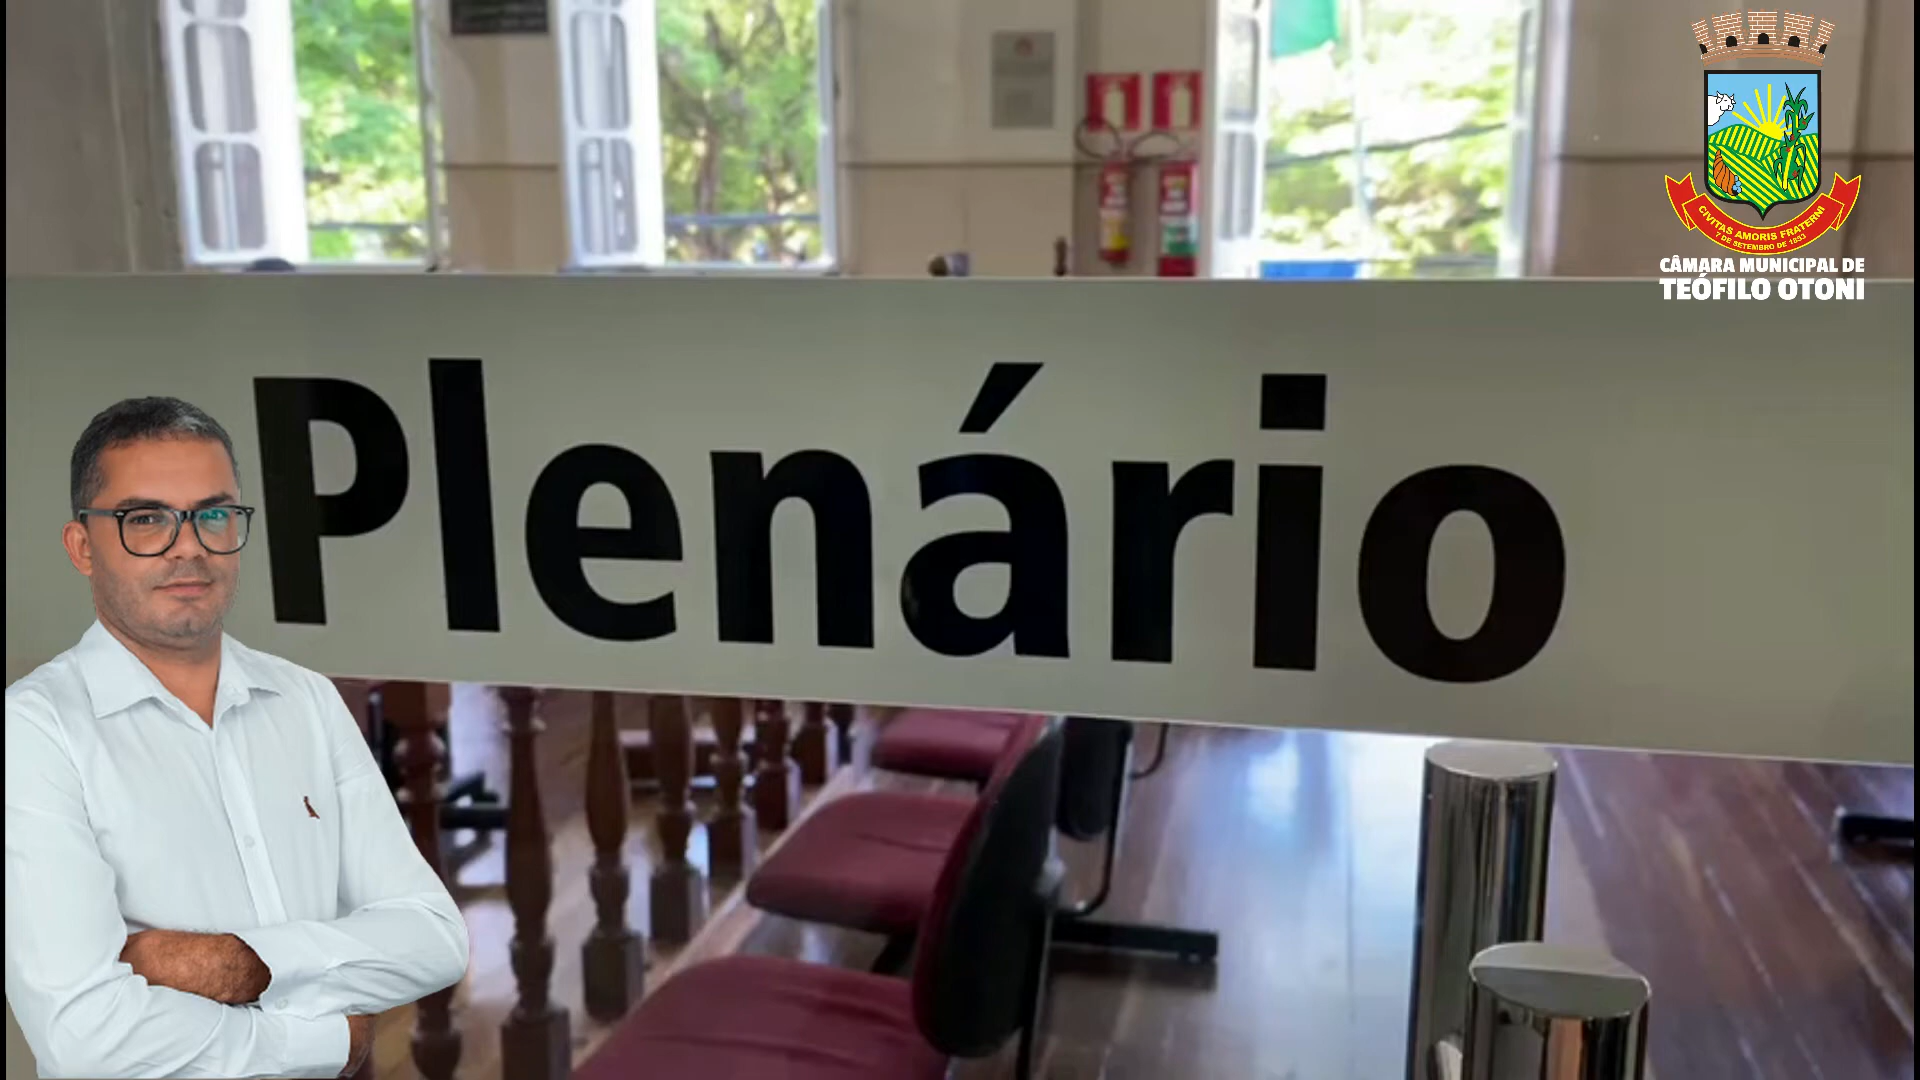 CIVITAS AMORIS FRATERNI
7 DE SETEMBRO DE 1853
CÂMARA MUNICIPAL DE
TEÓFILO OTONI
Plenário